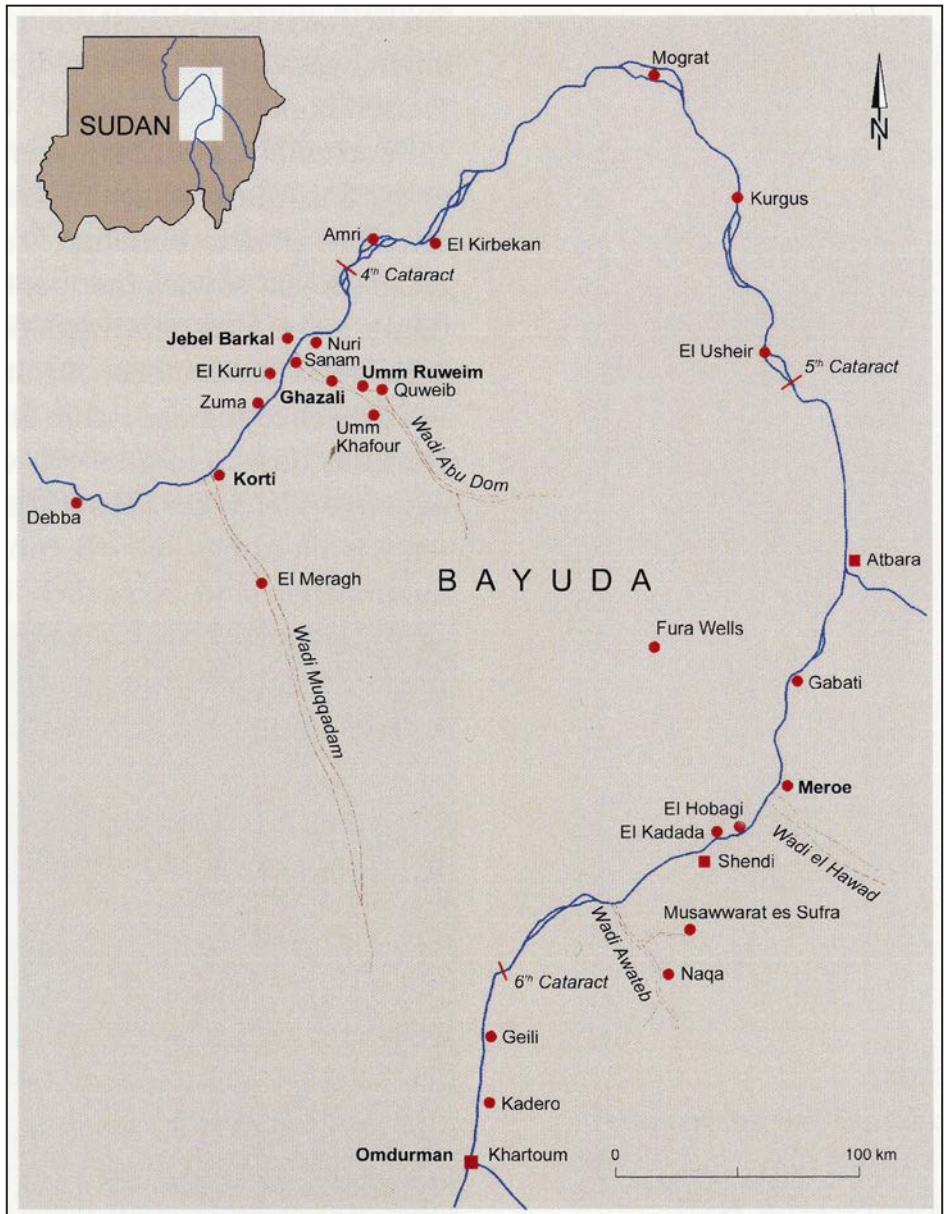 SUDAN
N
Mograt
Kurgus
Amri
El Kirbekan
4th Cataract
Jebel Barkal
Nuri
Sanam
El Kurru
Umm Ruweim
Ghazali
Quweib
Zuma
Umm
Khafour
Wadi Abu Dom
El Usheir
5th Cataract
Korti
Debba
El Meragh
Wadi Muqqadam
BAYUDA
Atbara
Fura Wells
Gabati
Meroe
El Hobagi
El Kadada
Shendi
Wadi el Hawad
Musawwarat es Sufra
Wadi Awateb
Naqa
6th Cataract
Geili
Kadero
Omdurman
Khartoum
0
100 km